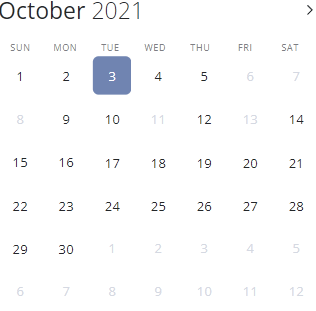 October 2021
SUN MON TUE WED THU FRI SAT
1 2 3 4 5 6 7
8 9 10 11 12 13 14
15 16 17 18 19 20 21
22 23 24 25 26 27 28
29 30 1 2 3 4 5
6 7 8 9 10 11 12